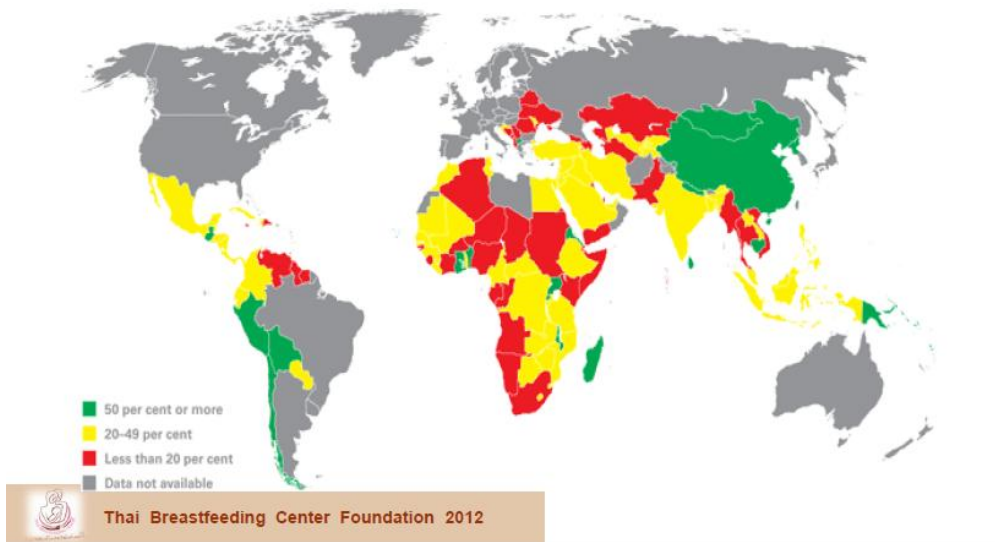 50 per cent or more
20–49 per cent
Less than 20 per cent
Data not available
Thai Breastfeeding Center Foundation 2012